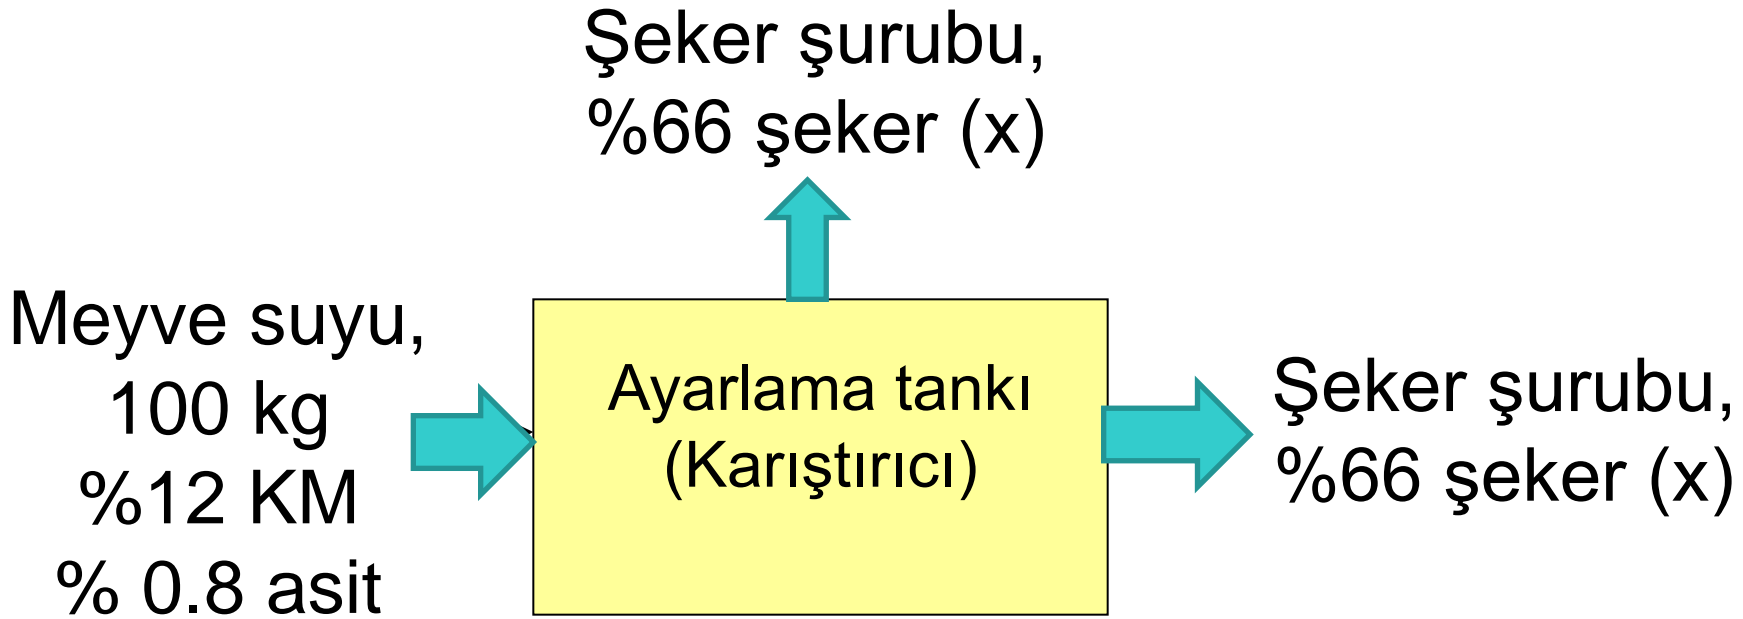 Şeker şurubu,
%66 şeker (x)
Meyve suyu,
100 kg
%12 KM
% 0.8 asit
Ayarlama tankı
(Karıştırıcı)
Şeker şurubu,
%66 şeker (x)